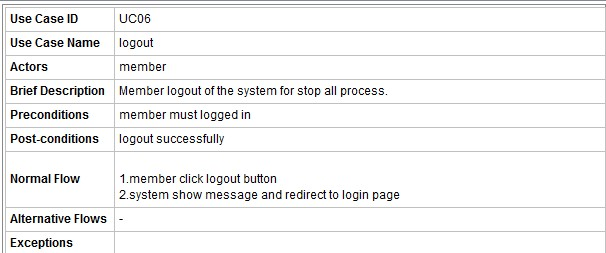 Use Case ID UC06
Use Case Name logout
Actors member
Brief Description Member logout of the system for stop all process.
Preconditions member must logged in
Post-conditions logout successfully
Normal Flow
1.member click logout button
2.system show message and redirect to login page
Alternative Flows -
Exceptions